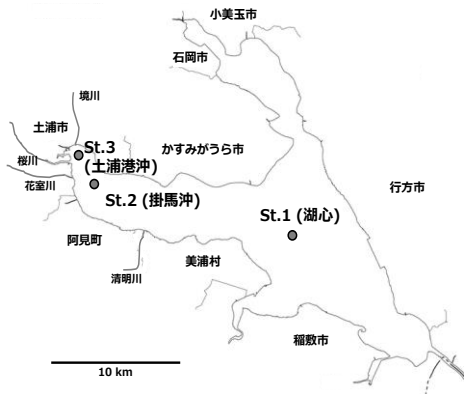 小美玉市
石岡市
境川
土浦市
St.3
(土浦港沖)
かすみがうら市
桜川
花室川
St.2 (掛馬沖)
行方市
St.1 (湖心)
阿見町
美浦村
清明川
稲敷市
10 km